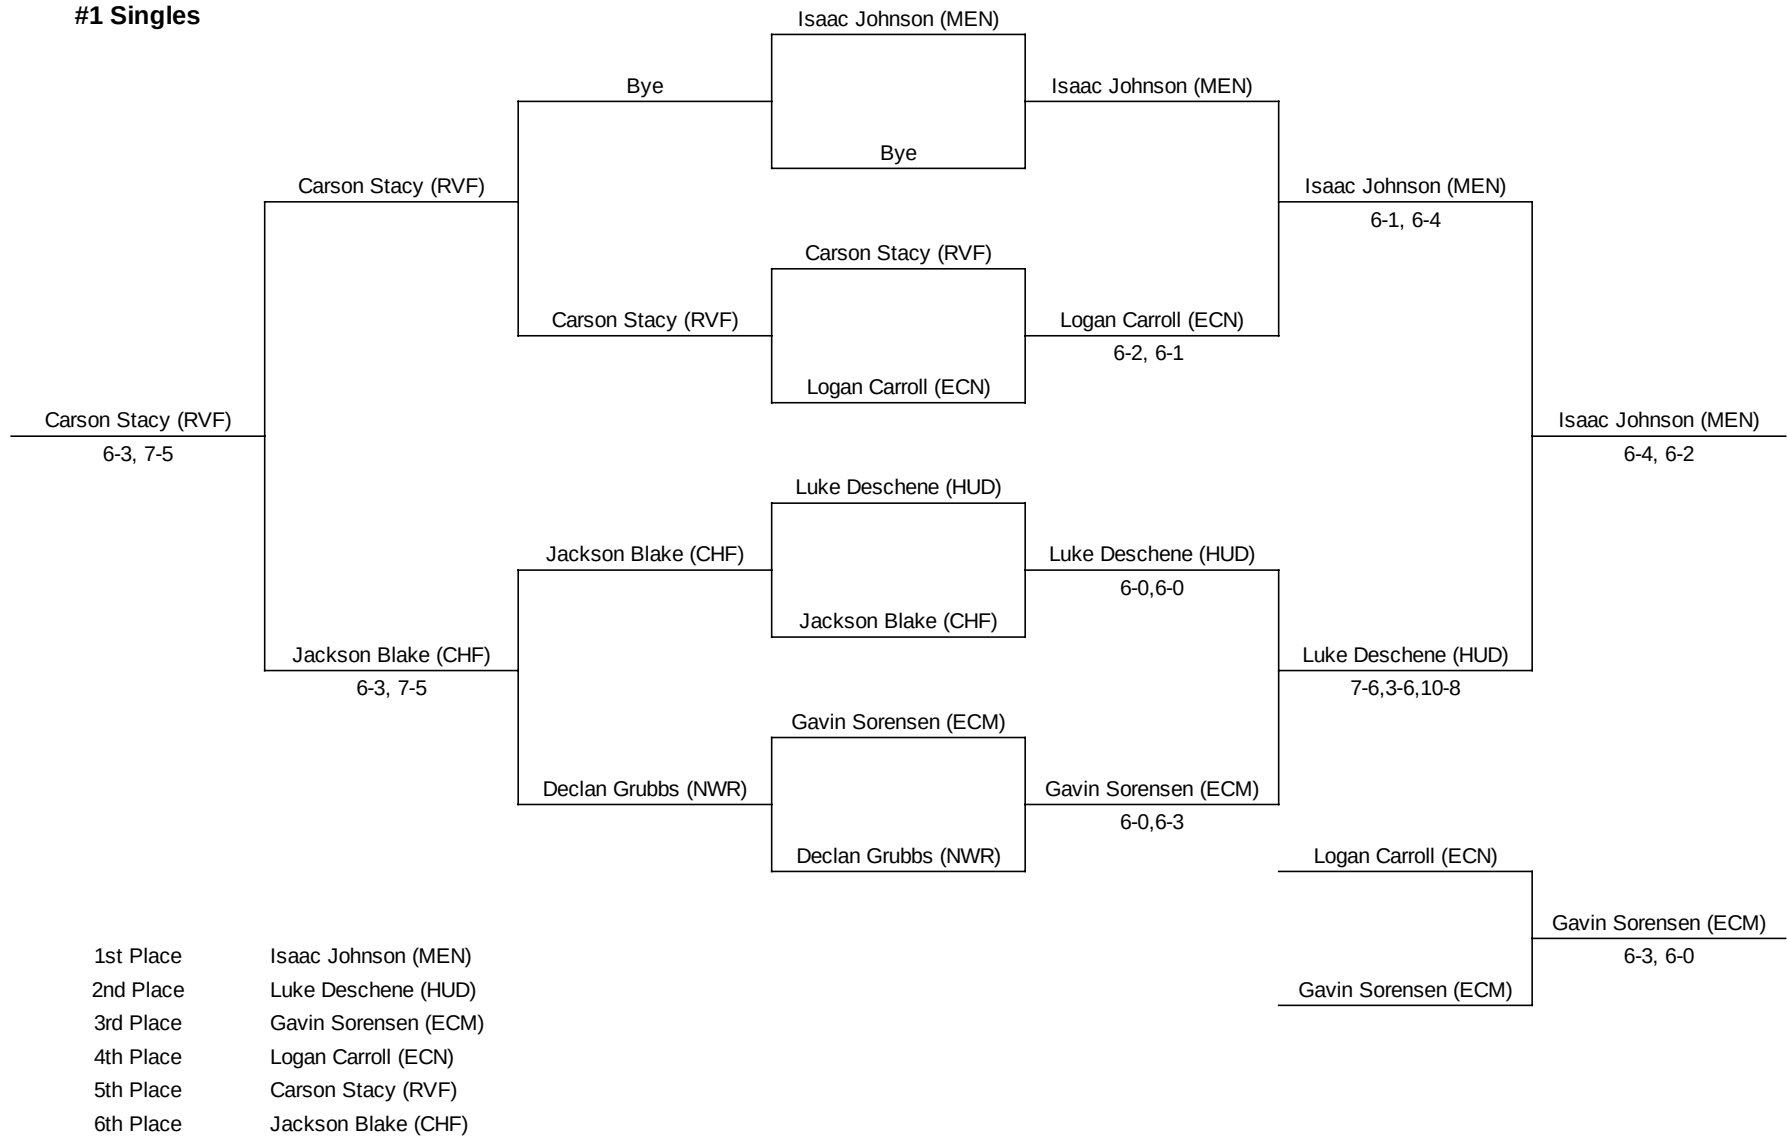 #1 Singles
Isaac Johnson (MEN)
Bye
Isaac Johnson (MEN)
Bye
Carson Stacy (RVF)
Isaac Johnson (MEN)
6-1, 6-4
Carson Stacy (RVF)
Carson Stacy (RVF)
Logan Carroll (ECN)
6-2, 6-1
Logan Carroll (ECN)
Carson Stacy (RVF)
Isaac Johnson (MEN)
6-3, 7-5
6-4, 6-2
Luke Deschene (HUD)
Jackson Blake (CHF)
Luke Deschene (HUD)
6-0,6-0
Jackson Blake (CHF)
Jackson Blake (CHF)
Luke Deschene (HUD)
6-3, 7-5
7-6,3-6,10-8
Gavin Sorensen (ECM)
Declan Grubbs (NWR)
Gavin Sorensen (ECM)
6-0,6-3
Declan Grubbs (NWR)
Logan Carroll (ECN)
Gavin Sorensen (ECM)
6-3, 6-0
Gavin Sorensen (ECM)
1st Place Isaac Johnson (MEN)
2nd Place Luke Deschene (HUD)
3rd Place Gavin Sorensen (ECM)
4th Place Logan Carroll (ECN)
5th Place Carson Stacy (RVF)
6th Place Jackson Blake (CHF)